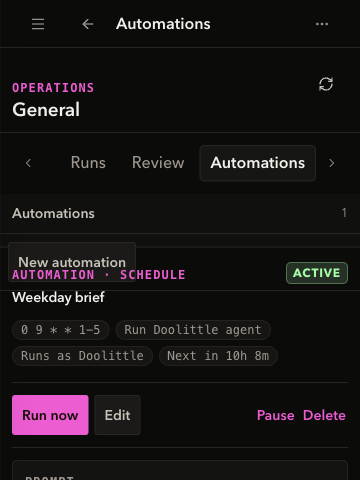 Automations
OPERATIONS
General
Runs Review Automations
Automations 1
New automation
AUTOMATION · SCHEDULE ACTIVE
Weekday brief
0 9 * * 1-5 Run Doolittle agent
Runs as Doolittle Next in 10h 8m
Run now Edit Pause Delete
PROMPT